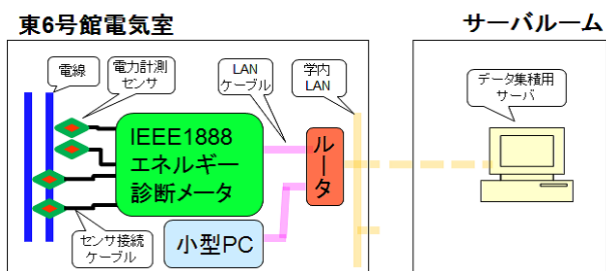 東6号館電気室
サーバルーム
電線
電力計測
センサ
LAN
ケーブル
学内
LAN
データ集積用
サーバ
IEEE1888
エネルギー
診断メータ
ルータ
センサ接続
ケーブル
小型PC